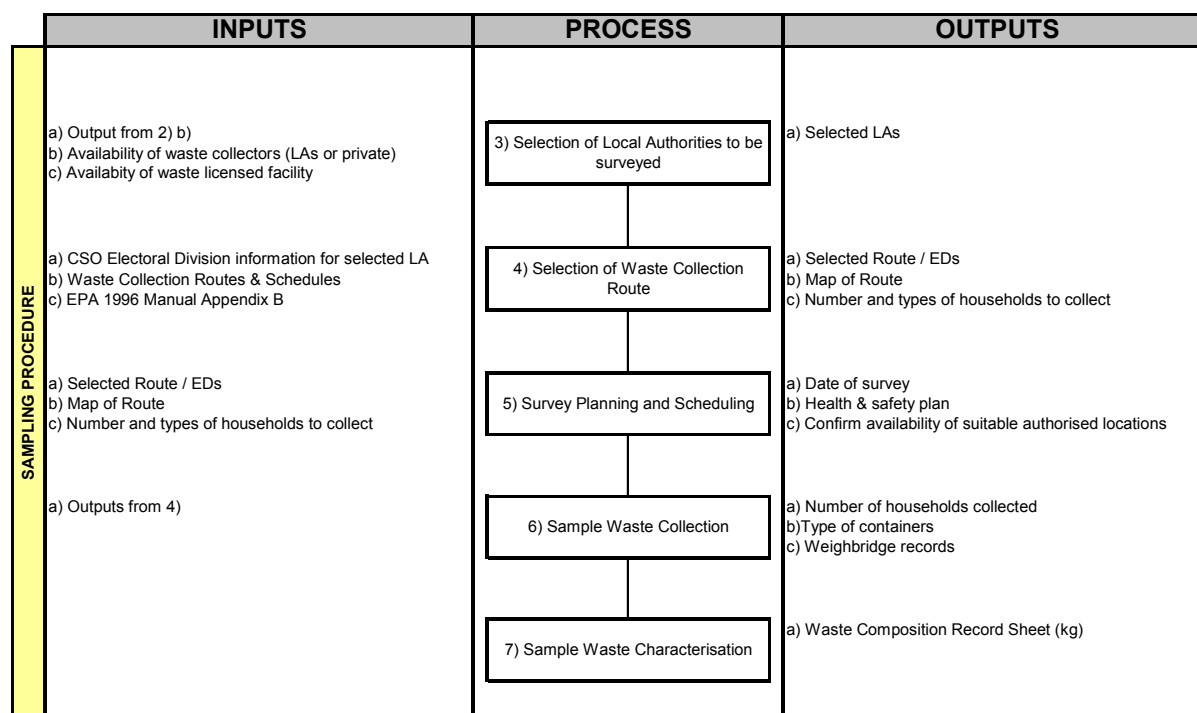 INPUTS
PROCESS
OUTPUTS
SAMPLING PROCEDURE
a) Output from 2) b)
b) Availability of waste collectors (LAs or private)
c) Availabity of waste licensed facility
3) Selection of Local Authorities to be
surveyed
a) Selected LAs
a) CSO Electoral Division information for selected LA
b) Waste Collection Routes & Schedules
c) EPA 1996 Manual Appendix B
4) Selection of Waste Collection
Route
a) Selected Route / EDs
b) Map of Route
c) Number and types of households to collect
a) Selected Route / EDs
b) Map of Route
c) Number and types of households to collect
5) Survey Planning and Scheduling
a) Date of survey
b) Health & safety plan
c) Confirm availability of suitable authorised locations
a) Outputs from 4)
6) Sample Waste Collection
a) Number of households collected
b)Type of containers
c) Weighbridge records
7) Sample Waste Characterisation
a) Waste Composition Record Sheet (kg)